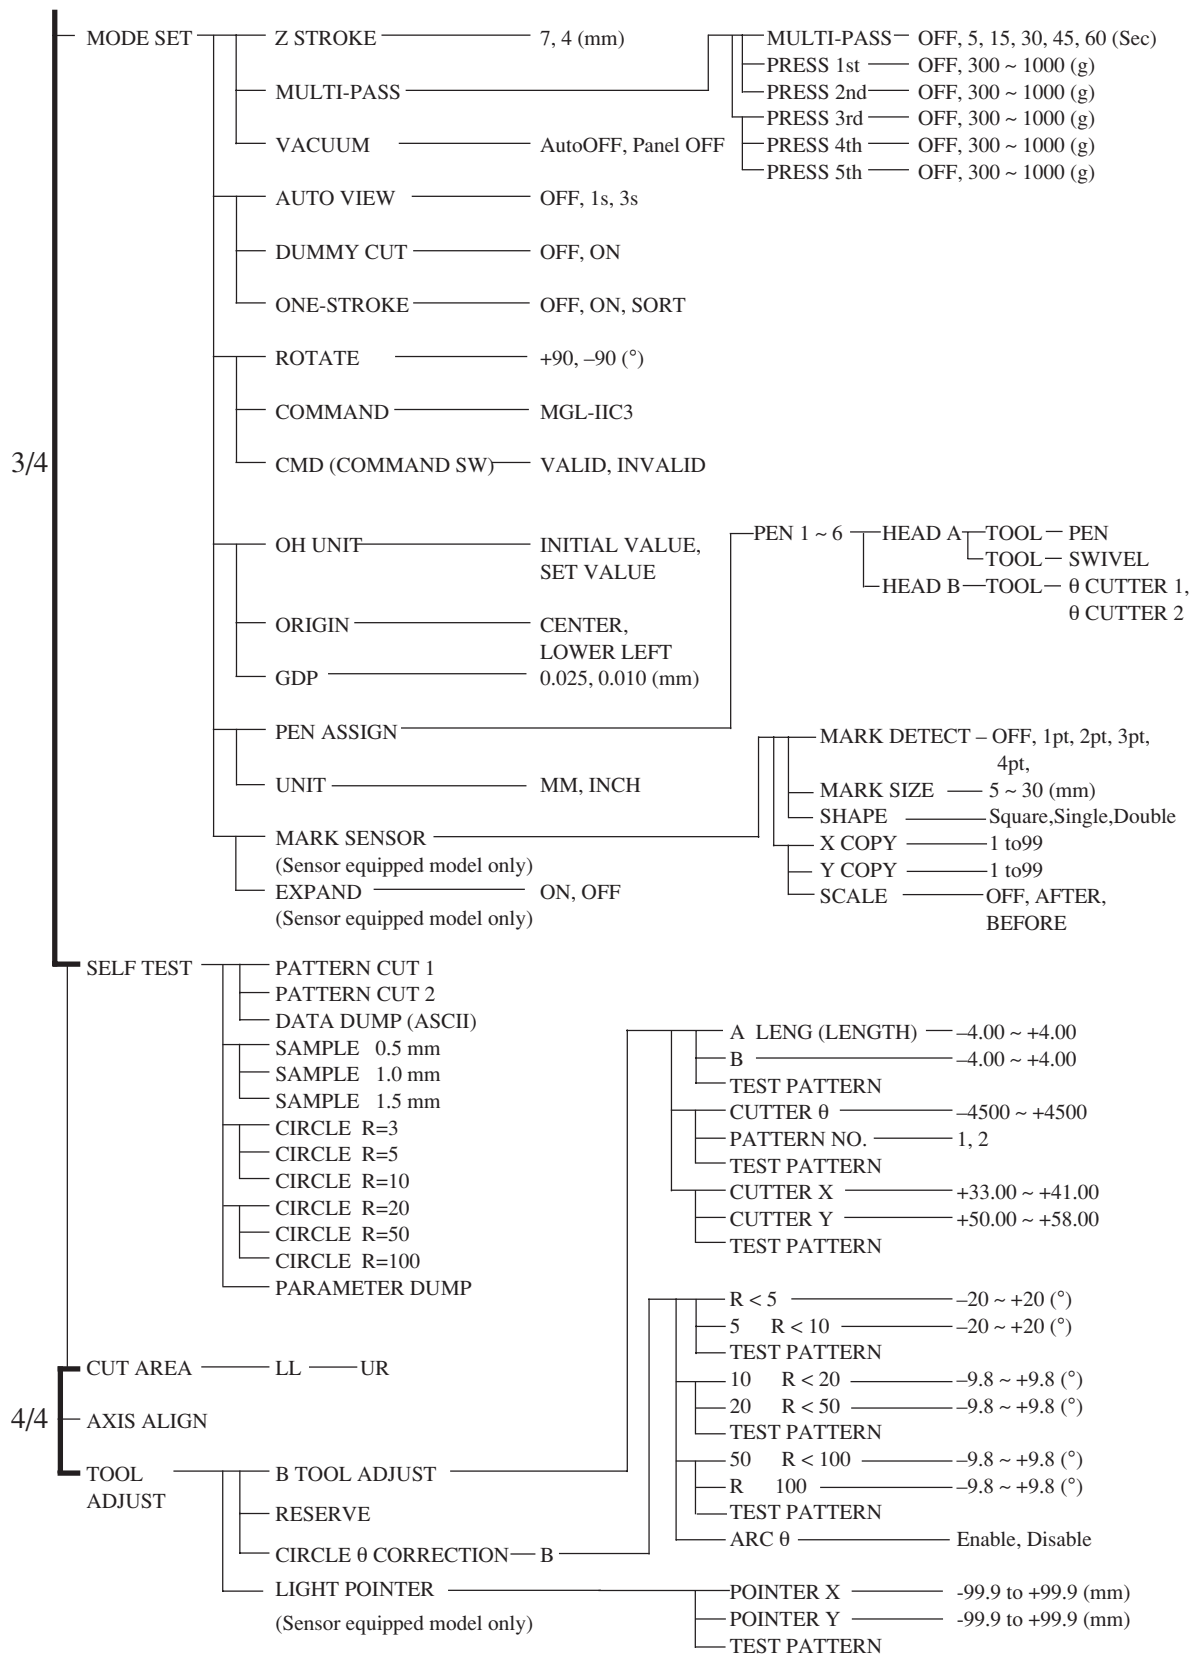 MODE SET Z STROKE 7, 4 (mm) MULTI-PASS OFF, 5, 15, 30, 45, 60 (Sec)
PRESS 1st OFF, 300 ~ 1000 (g)
MULTI-PASS PRESS 2nd OFF, 300 ~ 1000 (g)
PRESS 3rd OFF, 300 ~ 1000 (g)
VACUUM AutoOFF, Panel OFF PRESS 4th OFF, 300 ~ 1000 (g)
PRESS 5th OFF, 300 ~ 1000 (g)
AUTO VIEW OFF, 1s, 3s
DUMMY CUT OFF, ON
ONE-STROKE OFF, ON, SORT
ROTATE +90, –90 (°)
COMMAND MGL-IIC3
3/4 CMD (COMMAND SW) VALID, INVALID
PEN 1 ~ 6 HEAD A TOOL PEN
OH UNIT INITIAL VALUE,
SET VALUE
TOOL SWIVEL
HEAD B TOOL θ CUTTER 1,
θ CUTTER 2
ORIGIN CENTER,
LOWER LEFT
GDP 0.025, 0.010 (mm)
PEN ASSIGN
MARK DETECT – OFF, 1pt, 2pt, 3pt,
4pt,
UNIT MM, INCH
MARK SIZE 5 ~ 30 (mm)
SHAPE Square,Single,Double
MARK SENSOR
(Sensor equipped model only)
X COPY 1 to99
Y COPY 1 to99
EXPAND ON, OFF
(Sensor equipped model only)
SCALE OFF, AFTER,
BEFORE
SELF TEST PATTERN CUT 1
PATTERN CUT 2
DATA DUMP (ASCII)
SAMPLE 0.5 mm
SAMPLE 1.0 mm
SAMPLE 1.5 mm
CIRCLE R=3
CIRCLE R=5
CIRCLE R=10
CIRCLE R=20
CIRCLE R=50
CIRCLE R=100
PARAMETER DUMP
A LENG (LENGTH) –4.00 ~ +4.00
B –4.00 ~ +4.00
TEST PATTERN
CUTTER θ –4500 ~ +4500
PATTERN NO. 1, 2
TEST PATTERN
CUTTER X +33.00 ~ +41.00
CUTTER Y +50.00 ~ +58.00
TEST PATTERN
R < 5 –20 ~ +20 (°)
5 R < 10 –20 ~ +20 (°)
TEST PATTERN
CUT AREA LL UR
10 R < 20 –9.8 ~ +9.8 (°)
20 R < 50 –9.8 ~ +9.8 (°)
4/4 AXIS ALIGN
TEST PATTERN
50 R < 100 –9.8 ~ +9.8 (°)
TOOL
ADJUST
B TOOL ADJUST
R 100 –9.8 ~ +9.8 (°)
TEST PATTERN
RESERVE
ARC θ Enable, Disable
CIRCLE θ CORRECTION B
LIGHT POINTER
(Sensor equipped model only)
POINTER X -99.9 to +99.9 (mm)
POINTER Y -99.9 to +99.9 (mm)
TEST PATTERN